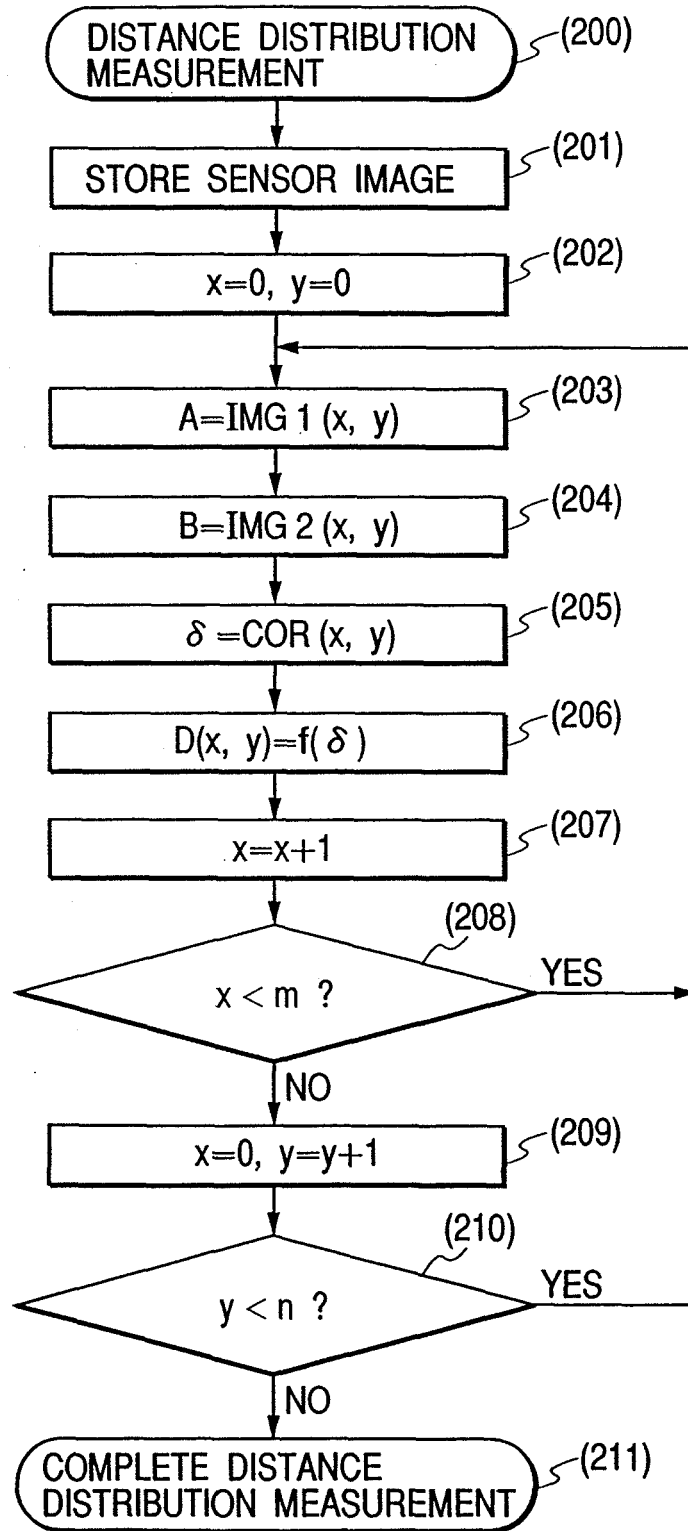 DISTANCE DISTRIBUTION
MEASUREMENT
(200)
STORE SENSOR IMAGE
(201)
x=0, y=0
(202)
A=IMG 1 (x, y)
(203)
B=IMG 2 (x, y)
(204)
δ=COR (x, y)
(205)
D(x, y)=f(δ)
(206)
x=x+1
(207)
(208)
x < m ?
YES
NO
x=0, y=y+1
(209)
(210)
y < n ?
YES
NO
COMPLETE DISTANCE
DISTRIBUTION MEASUREMENT
(211)